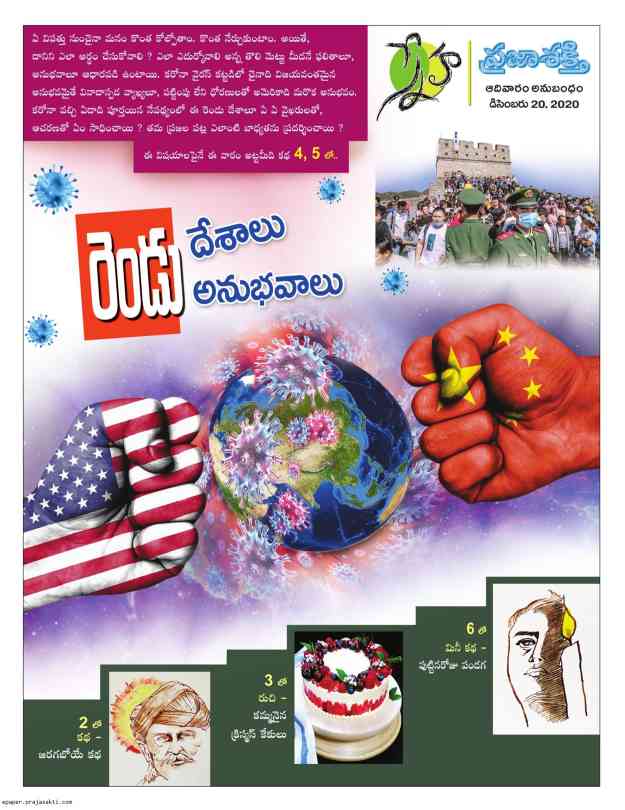 ఏ విపత్తు నుంచైనా మనం కొంత కోల్పోతాం. కొంత నేర్చుకుంటాం. అయితే,
దానిని ఎలా అర్థం చేసుకోవాలి ? ఎలా ఎదుర్కోవాలి అన్న తొలి మెట్టు మీదనే ఫలితాలూ,
అనుభవాలూ ఆధారపడి ఉంటాయి. కరోనా వైరస్ కట్టడిలో చైనాది విజయవంతమైన
అనుభవమైతే వివాదాస్పద వ్యాఖ్యలూ, పట్టింపు లేని ధోరణులతో అమెరికాది మరొక అనుభవం.
కరోనా వచ్చి ఏడాది పూర్తయిన నేపథ్యంలో ఈ రెండు దేశాలూ ఏ ఏ వైఖరులతో,
ఆచరణతో ఏం సాధించాయి ? తమ ప్రజల పట్ల ఎలాంటి బాధ్యతను ప్రదర్శించాయి ?
ఈ విషయాలపైనే ఈ వారం అట్టమీది కథ 4, 5 లో..
స్నేహ
ప్రజాశక్తి
ఆదివారం అనుబంధం
డిసెంబరు 20, 2020
రెండు
దేశాలు
అనుభవాలు
6 లో
మినీ కథ -
పుట్టినరోజు పండగ
3 లో
రుచి -
కమ్మనైన
క్రిస్మస్ కేకులు
2 లో
కథ -
జరగబోయే కథ
epaper.prajasakti.com